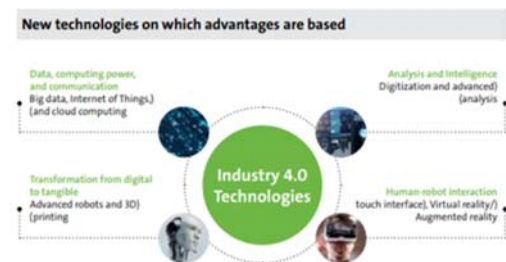 New technologies on which advantages are based
Data, computing power,
and communication
Big data, Internet of Things,)
(and cloud computing
Analysis and Intelligence
Digitization and advanced)
(analysis
Industry 4.0
Technologies
Transformation from digital
to tangible
Advanced robots and 3D)
(printing
Human-robot interaction
touch interface), Virtual reality/)
Augmented reality